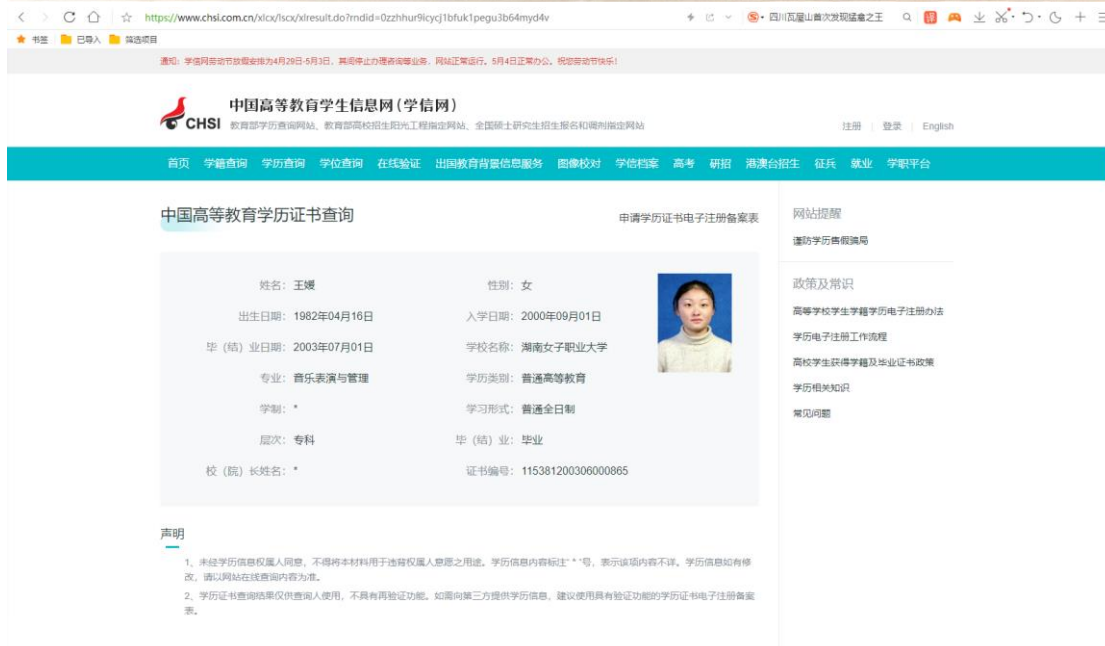 https://www.chsi.com.cn/xlcx/lscx/xlresult.do?rndid=0zzhhur9icycj1bfuk1pegu3b64myd4v
四川瓦屋山首次发现猛禽之王
书签 已导入 筛选项目
通知：学信网劳动节放假安排为4月29日-5月3日，其间停止办理咨询等业务，网站正常运行。5月4日正常办公。祝您劳动节快乐！
CHSI 中国高等教育学生信息网（学信网）
教育部学历查询网站、教育部高校招生阳光工程指定网站、全国硕士研究生招生报名和调剂指定网站
注册 | 登录 | English
首页 学籍查询 学历查询 学位查询 在线验证 出国教育背景信息服务 图像校对 学信档案 高考 研招 港澳台招生 征兵 就业 学职平台
中国高等教育学历证书查询
申请学历证书电子注册备案表
姓名：王媛 性别：女
出生日期：1982年04月16日 入学日期：2000年09月01日
毕（结）业日期：2003年07月01日 学校名称：湖南女子职业大学
专业：音乐表演与管理 学历类别：普通高等教育
学制：* 学习形式：普通全日制
层次：专科 毕（结）业：毕业
校（院）长姓名：* 证书编号：115381200306000865
声明
1、未经学历信息权属人同意，不得将本材料用于违背权属人意愿之用途。学历信息内容标注“*”号，表示该项内容不详。学历信息如有修
改，请以网站在线查询内容为准。
2、学历证书查询结果仅供查询人使用，不具有再验证功能。如需向第三方提供学历信息，建议使用具有验证功能的学历证书电子注册备案
表。
网站提醒
谨防学历售假骗局
政策及常识
高等学校学生学籍学历电子注册办法
学历电子注册工作流程
高校学生获得学籍及毕业证书政策
学历相关知识
常见问题